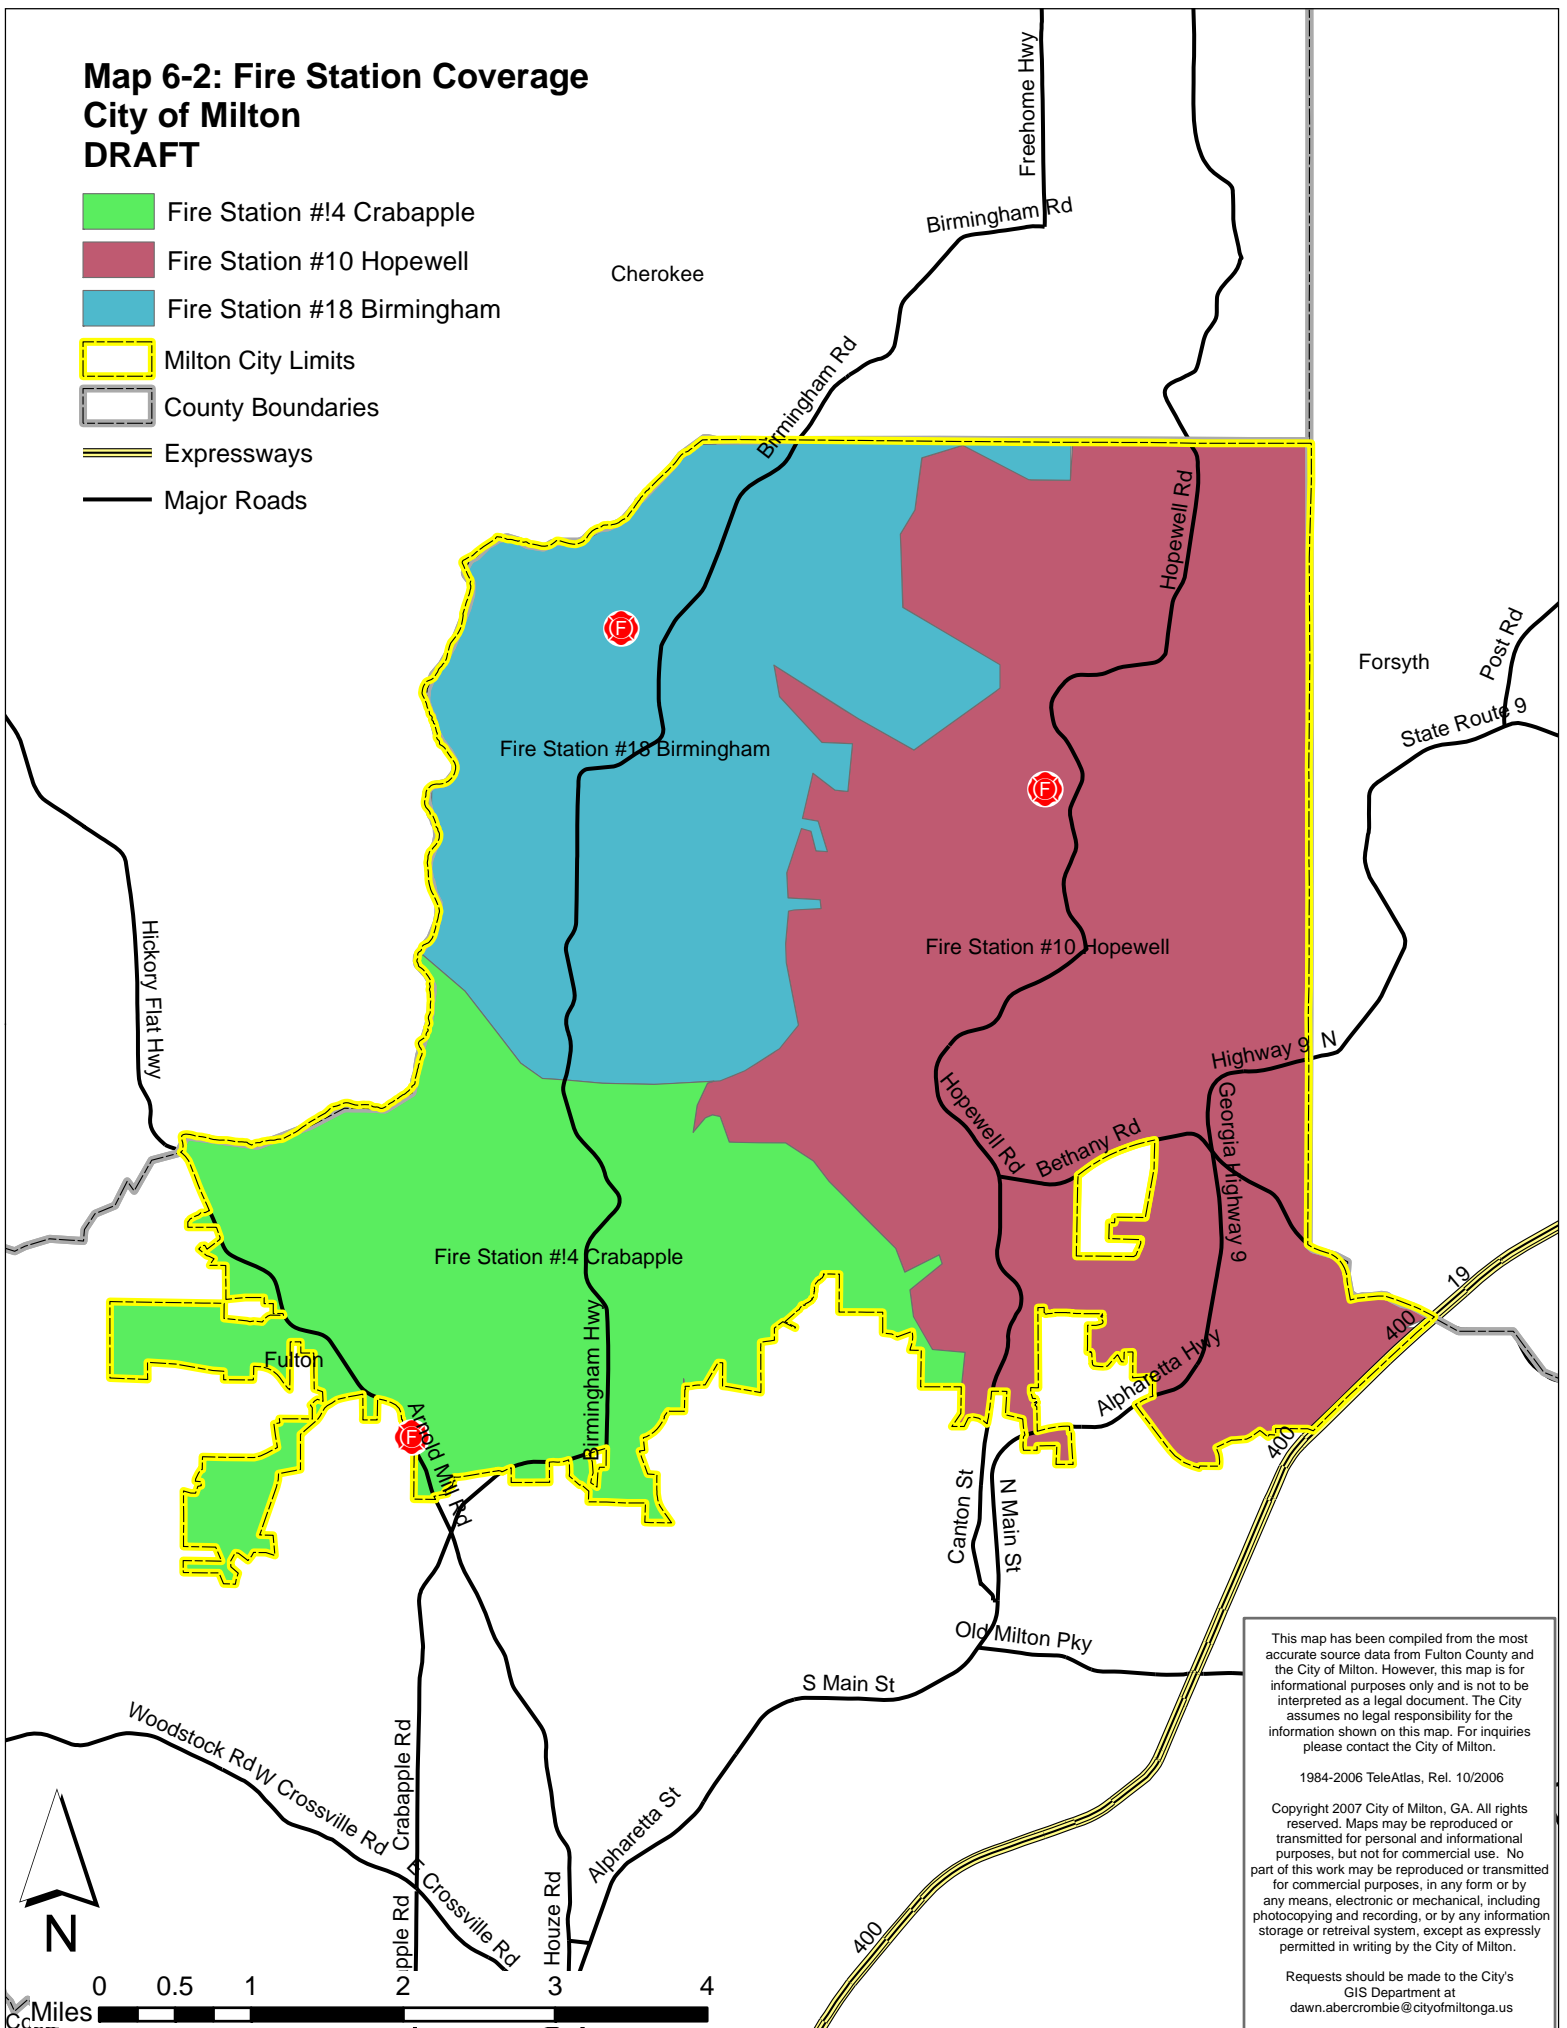 Map 6-2: Fire Station Coverage
City of Milton
DRAFT
Fire Station #!4 Crabapple
Fire Station #10 Hopewell
Fire Station #18 Birmingham
Milton City Limits
County Boundaries
Expressways
Major Roads
Freehome Hwy
Birmingham Rd
Cherokee
Birmingham Rd
Hopewell Rd
F
Post Rd
Forsyth
State Route 9
Fire Station #18 Birmingham
F
Hickory Flat Hwy
Fire Station #10 Hopewell
Highway 9 N
Hopewell Rd
Bethany Rd
Georgia Highway 9
Fire Station #!4 Crabapple
19
400
Birmingham Hwy
Fulton
Alpharetta Hwy
Arnold Mill Rd
F
400
Canton St
N Main St
Old Milton Pky
S Main St
Woodstock Rd
W Crossville Rd
Crabapple Rd
Alpharetta St
E Crossville Rd
pple Rd
Houze Rd
400
N
0 0.5 1 2 3 4
Miles
This map has been compiled from the most
accurate source data from Fulton County and
the City of Milton. However, this map is for
informational purposes only and is not to be
interpreted as a legal document. The City
assumes no legal responsibility for the
information shown on this map. For inquiries
please contact the City of Milton.
1984-2006 TeleAtlas, Rel. 10/2006
Copyright 2007 City of Milton, GA. All rights
reserved. Maps may be reproduced or
transmitted for personal and informational
purposes, but not for commercial use. No
part of this work may be reproduced or transmitted
for commercial purposes, in any form or by
any means, electronic or mechanical, including
photocopying and recording, or by any information
storage or retreival system, except as expressly
permitted in writing by the City of Milton.
Requests should be made to the City's
GIS Department at
dawn.abercrombie@cityofmiltonga.us